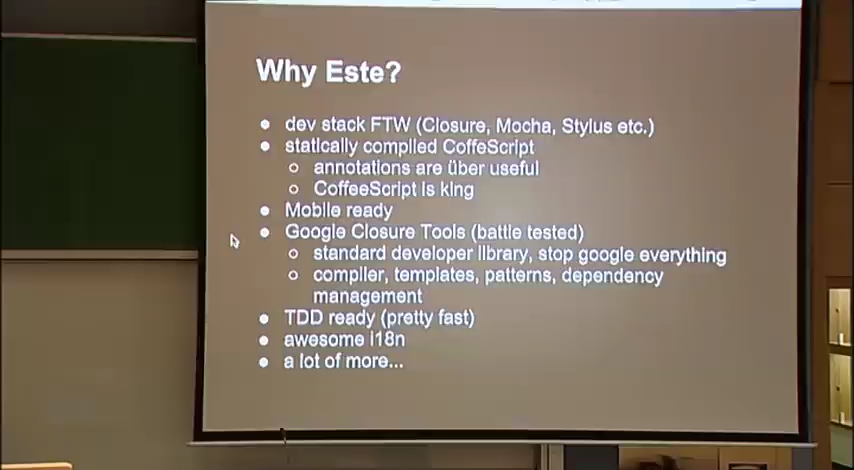 Why Este?
● dev stack FTW (Closure, Mocha, Stylus etc.)
● statically compiled CoffeScript
○ annotations are über useful
○ CoffeeScript is king
● Mobile ready
● Google Closure Tools (battle tested)
○ standard developer library, stop google everything
○ compiler, templates, patterns, dependency
management
● TDD ready (pretty fast)
● awesome i18n
● a lot of more...